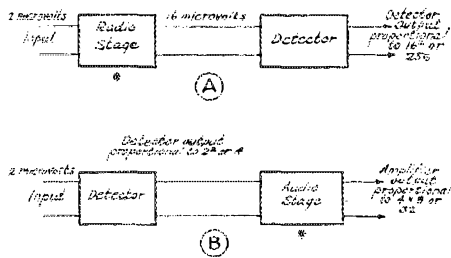 2 microvolts
Input
Radio
Stage
*
16 microvolts
Detector
Detector
Output
proportional
to 16² or
256
A
Detector output
proportional to 2² or 4
2 microvolts
Input
Detector
Audio
Stage
*
Amplifier
output
proportional
to 4 x 8 or
32
B